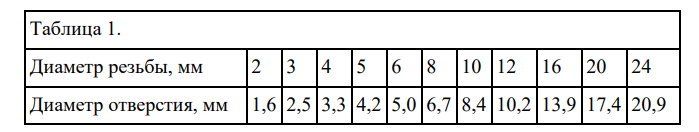 Таблица 1.
Диаметр резьбы, мм 2 3 4 5 6 8 10 12 16 20 24
Диаметр отверстия, мм 1,6 2,5 3,3 4,2 5,0 6,7 8,4 10,2 13,9 17,4 20,9